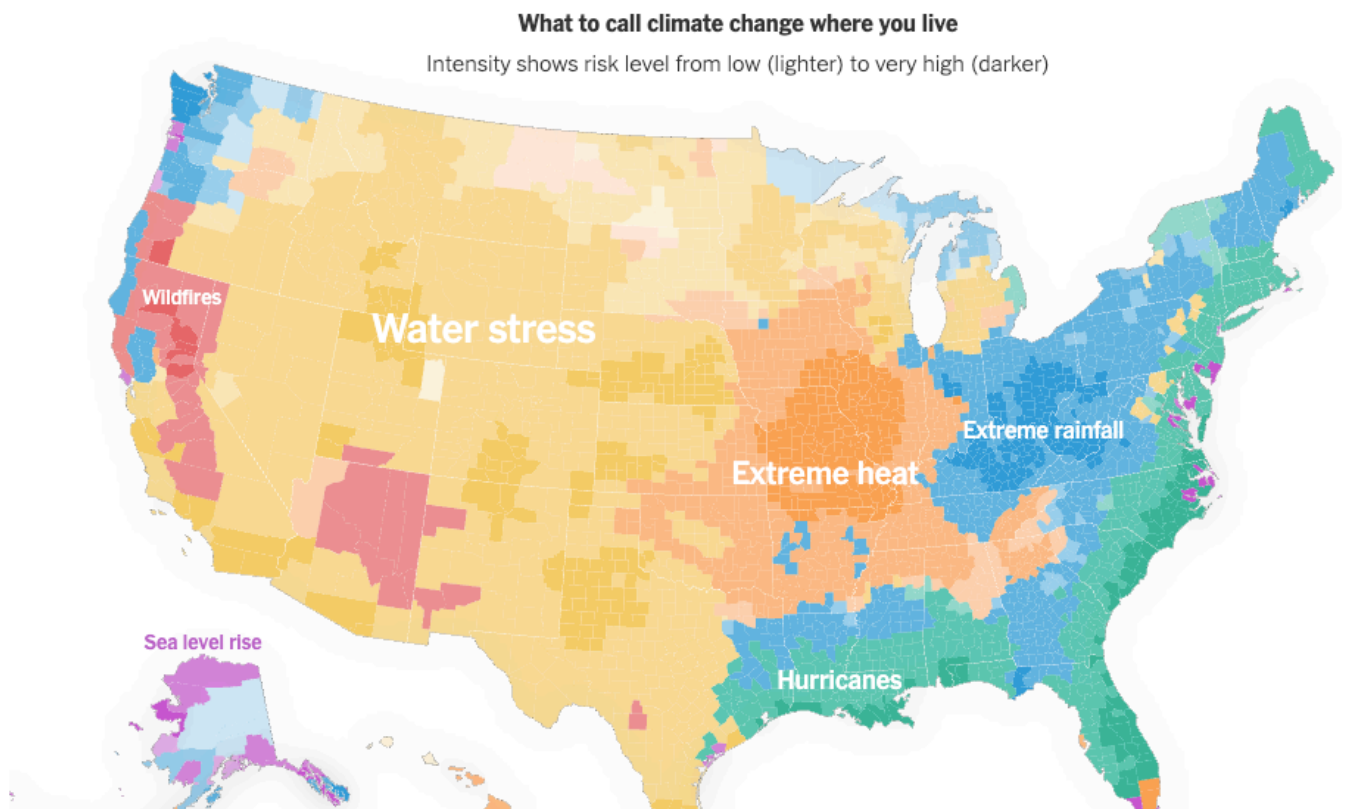 What to call climate change where you live
Intensity shows risk level from low (lighter) to very high (darker)
Wildfires
Water stress
Extreme rainfall
Extreme heat
Sea level rise
Hurricanes